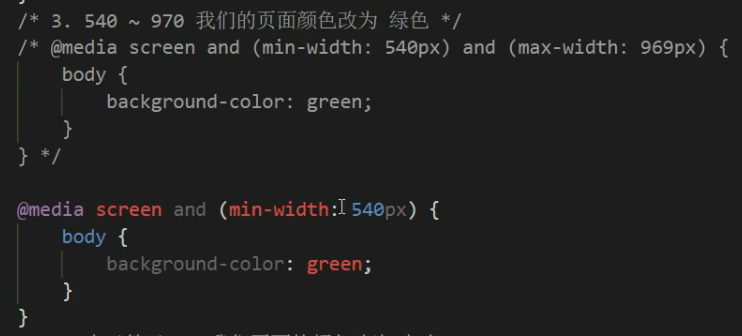 /* 3. 540 ~ 970 我们的页面颜色改为 绿色 */
/* @media screen and (min-width: 540px) and (max-width: 969px) {
body {
background-color: green;
}
} */
@media screen and (min-width: 540px) {
body {
background-color: green;
}
}